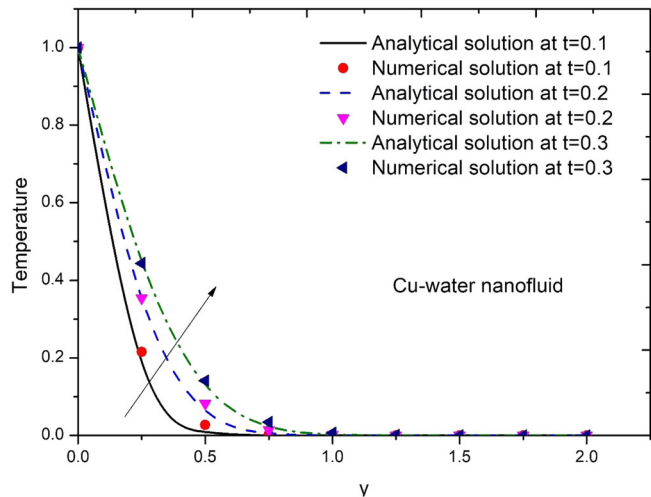 Analytical solution at t=0.1
Numerical solution at t=0.1
Analytical solution at t=0.2
Numerical solution at t=0.2
Analytical solution at t=0.3
Numerical solution at t=0.3
Cu-water nanofluid
Temperature
1.0
0.8
0.6
0.4
0.2
0.0
0.0 0.5 1.0 1.5 2.0
y